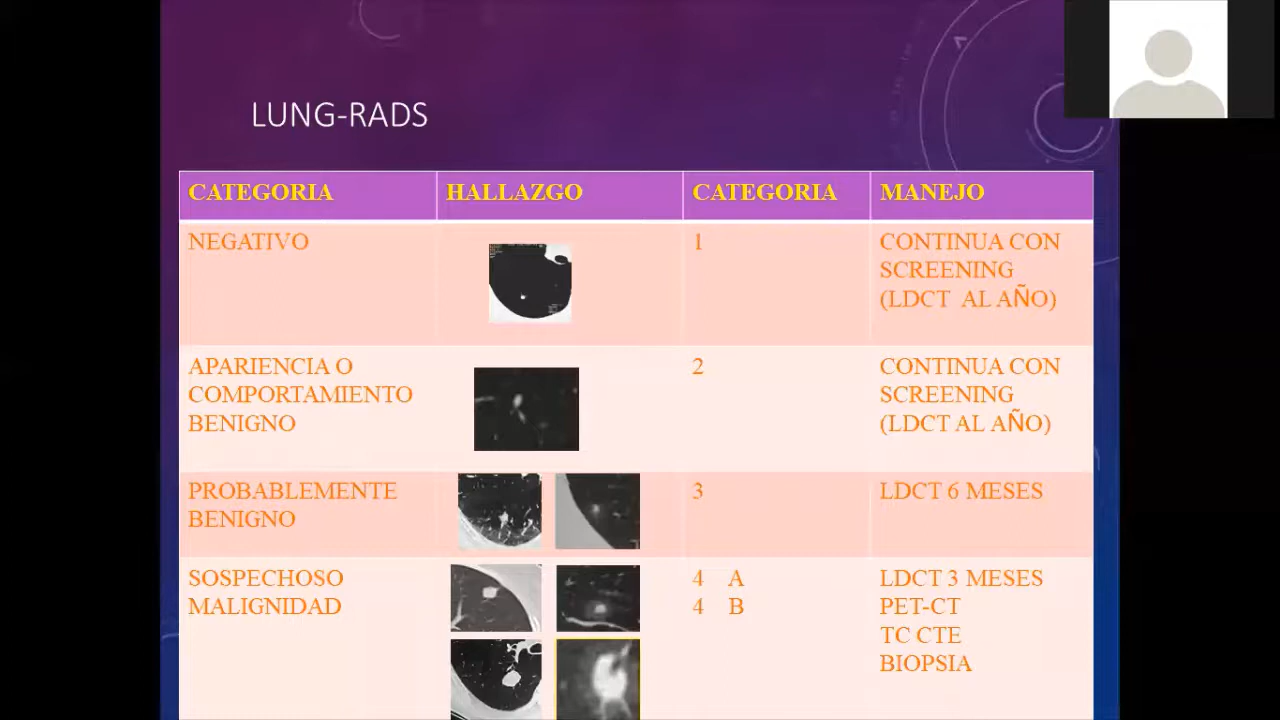 LUNG-RADS
CATEGORIA HALLAZGO CATEGORIA MANEJO
NEGATIVO 1 CONTINUA CON
SCREENING
(LDCT AL AÑO)
APARIENCIA O 2 CONTINUA CON
COMPORTAMIENTO SCREENING
BENIGNO (LDCT AL AÑO)
PROBABLEMENTE 3 LDCT 6 MESES
BENIGNO
SOSPECHOSO 4 A LDCT 3 MESES
MALIGNIDAD 4 B PET-CT
TC CTE
BIOPSIA